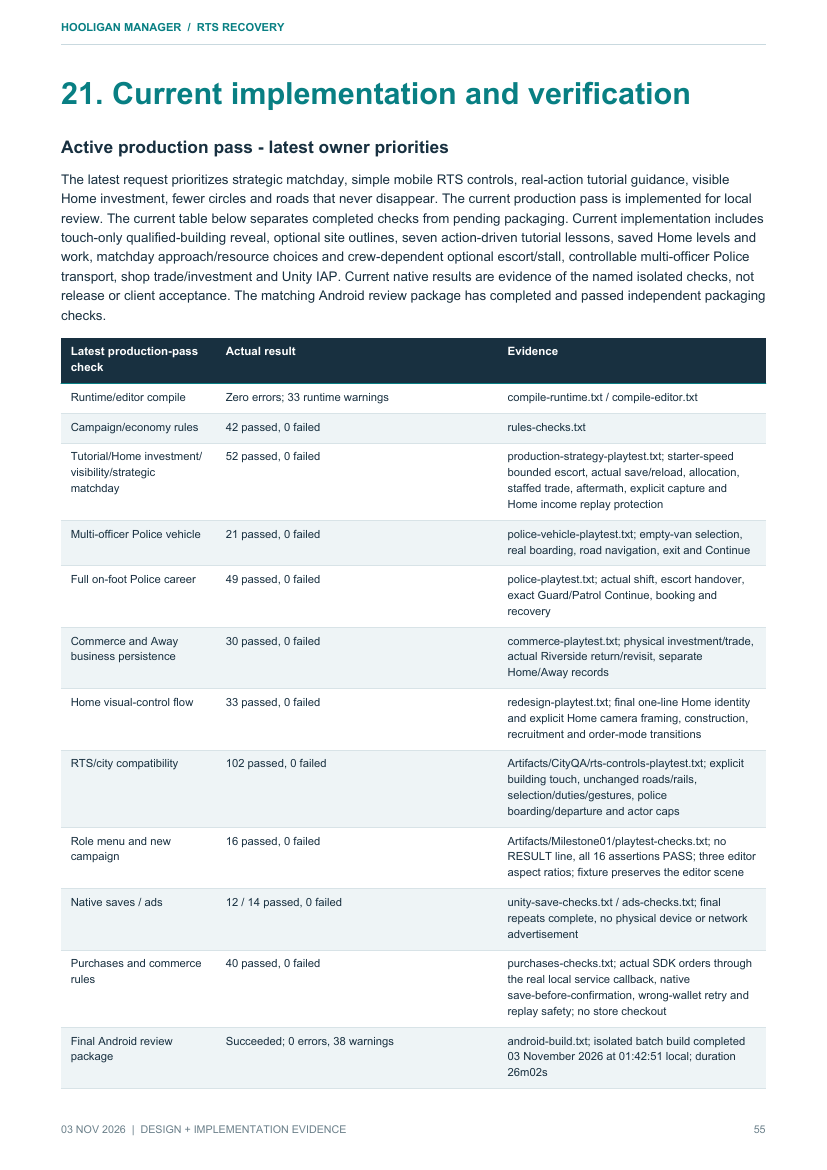 HOOLIGAN MANAGER / RTS RECOVERY
21. Current implementation and verification
Active production pass - latest owner priorities
The latest request prioritizes strategic matchday, simple mobile RTS controls, real-action tutorial guidance, visible
Home investment, fewer circles and roads that never disappear. The current production pass is implemented for local
review. The current table below separates completed checks from pending packaging. Current implementation includes
touch-only qualified-building reveal, optional site outlines, seven action-driven tutorial lessons, saved Home levels and
work, matchday approach/resource choices and crew-dependent optional escort/stall, controllable multi-officer Police
transport, shop trade/investment and Unity IAP. Current native results are evidence of the named isolated checks, not
release or client acceptance. The matching Android review package has completed and passed independent packaging
checks.
Latest production-pass
check
Actual result
Evidence
Runtime/editor compile
Zero errors; 33 runtime warnings
compile-runtime.txt / compile-editor.txt
Campaign/economy rules
42 passed, 0 failed
rules-checks.txt
Tutorial/Home investment/
visibility/strategic
matchday
52 passed, 0 failed
production-strategy-playtest.txt; starter-speed
bounded escort, actual save/reload, allocation,
staffed trade, aftermath, explicit capture and
Home income replay protection
Multi-officer Police vehicle
21 passed, 0 failed
police-vehicle-playtest.txt; empty-van selection,
real boarding, road navigation, exit and Continue
Full on-foot Police career
49 passed, 0 failed
police-playtest.txt; actual shift, escort handover,
exact Guard/Patrol Continue, booking and
recovery
Commerce and Away
business persistence
30 passed, 0 failed
commerce-playtest.txt; physical investment/trade,
actual Riverside return/revisit, separate
Home/Away records
Home visual-control flow
33 passed, 0 failed
redesign-playtest.txt; final one-line Home identity
and explicit Home camera framing, construction,
recruitment and order-mode transitions
RTS/city compatibility
102 passed, 0 failed
Artifacts/CityQA/rts-controls-playtest.txt; explicit
building touch, unchanged roads/rails,
selection/duties/gestures, police
boarding/departure and actor caps
Role menu and new
campaign
16 passed, 0 failed
Artifacts/Milestone01/playtest-checks.txt; no
RESULT line, all 16 assertions PASS; three editor
aspect ratios; fixture preserves the editor scene
Native saves / ads
12 / 14 passed, 0 failed
unity-save-checks.txt / ads-checks.txt; final
repeats complete, no physical device or network
advertisement
Purchases and commerce
rules
40 passed, 0 failed
purchases-checks.txt; actual SDK orders through
the real local service callback, native
save-before-confirmation, wrong-wallet retry and
replay safety; no store checkout
Final Android review
package
Succeeded; 0 errors, 38 warnings
android-build.txt; isolated batch build completed
03 November 2026 at 01:42:51 local; duration
26m02s
03 NOV 2026 | DESIGN + IMPLEMENTATION EVIDENCE
55